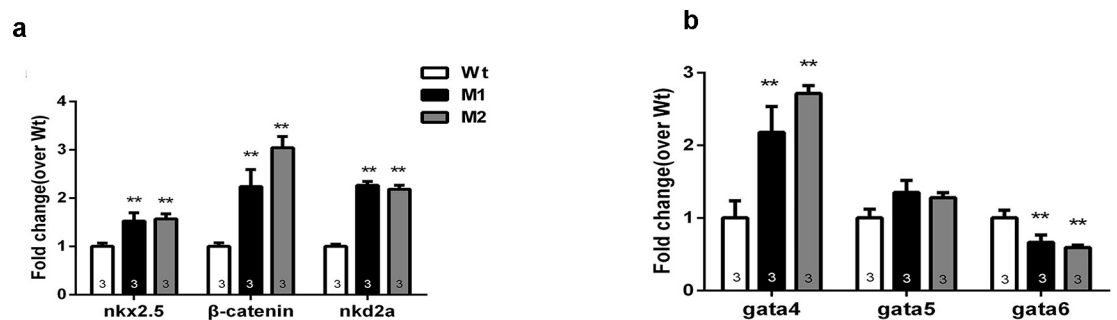 a
Wt
M1
M2
Fold change(over Wt)
4
3
2
1
0
** ** ** ** ** **
3 3 3 3 3 3 3 3 3
nkx2.5 β-catenin nkd2a
b
Fold change(over Wt)
3
2
1
0
** ** ** **
3 3 3 3 3 3 3 3 3
gata4 gata5 gata6